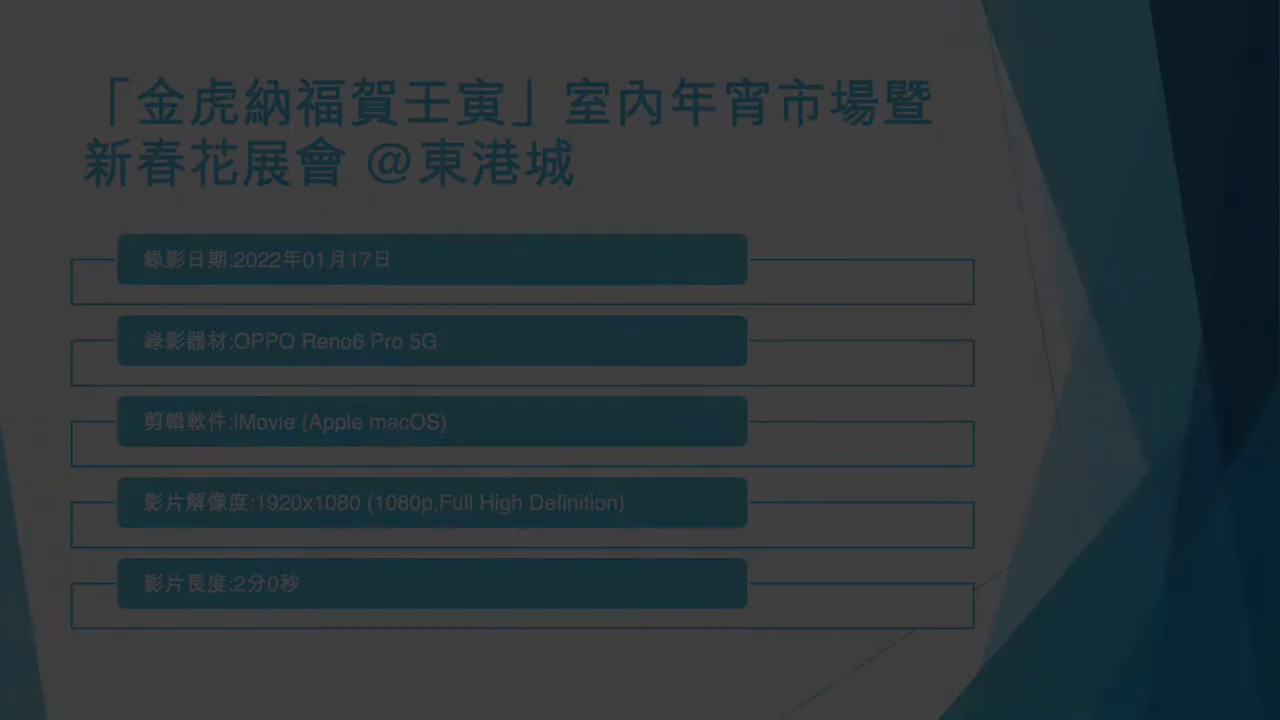 「金虎納福賀壬寅」室內年宵市場暨
新春花展會 @東港城
錄影日期:2022年01月17日
錄影器材:OPPO Reno6 Pro 5G
剪輯軟件:iMovie (Apple macOS)
影片解像度:1920x1080 (1080p,Full High Definition)
影片長度:2分0秒